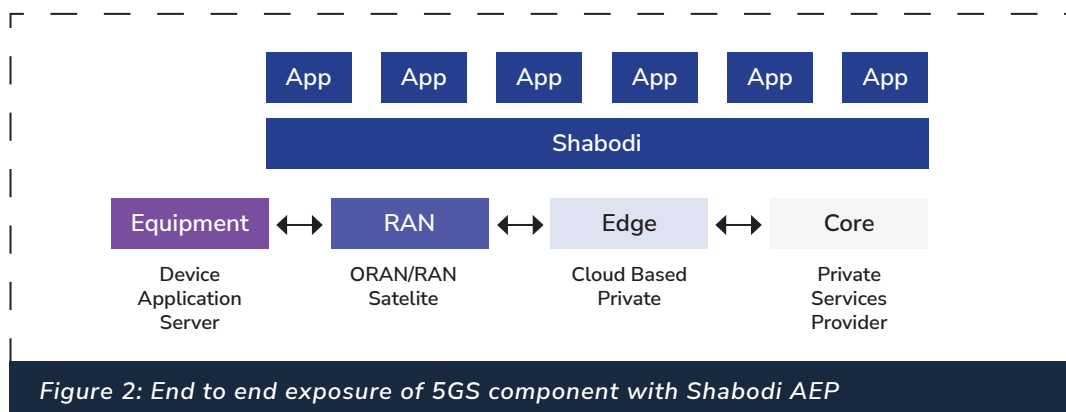 App App App App App App
Shabodi
Equipment RAN Edge Core
Device
Application
Server
ORAN/RAN
Satelite
Cloud Based
Private
Private
Services
Provider
Figure 2: End to end exposure of 5GS component with Shabodi AEP